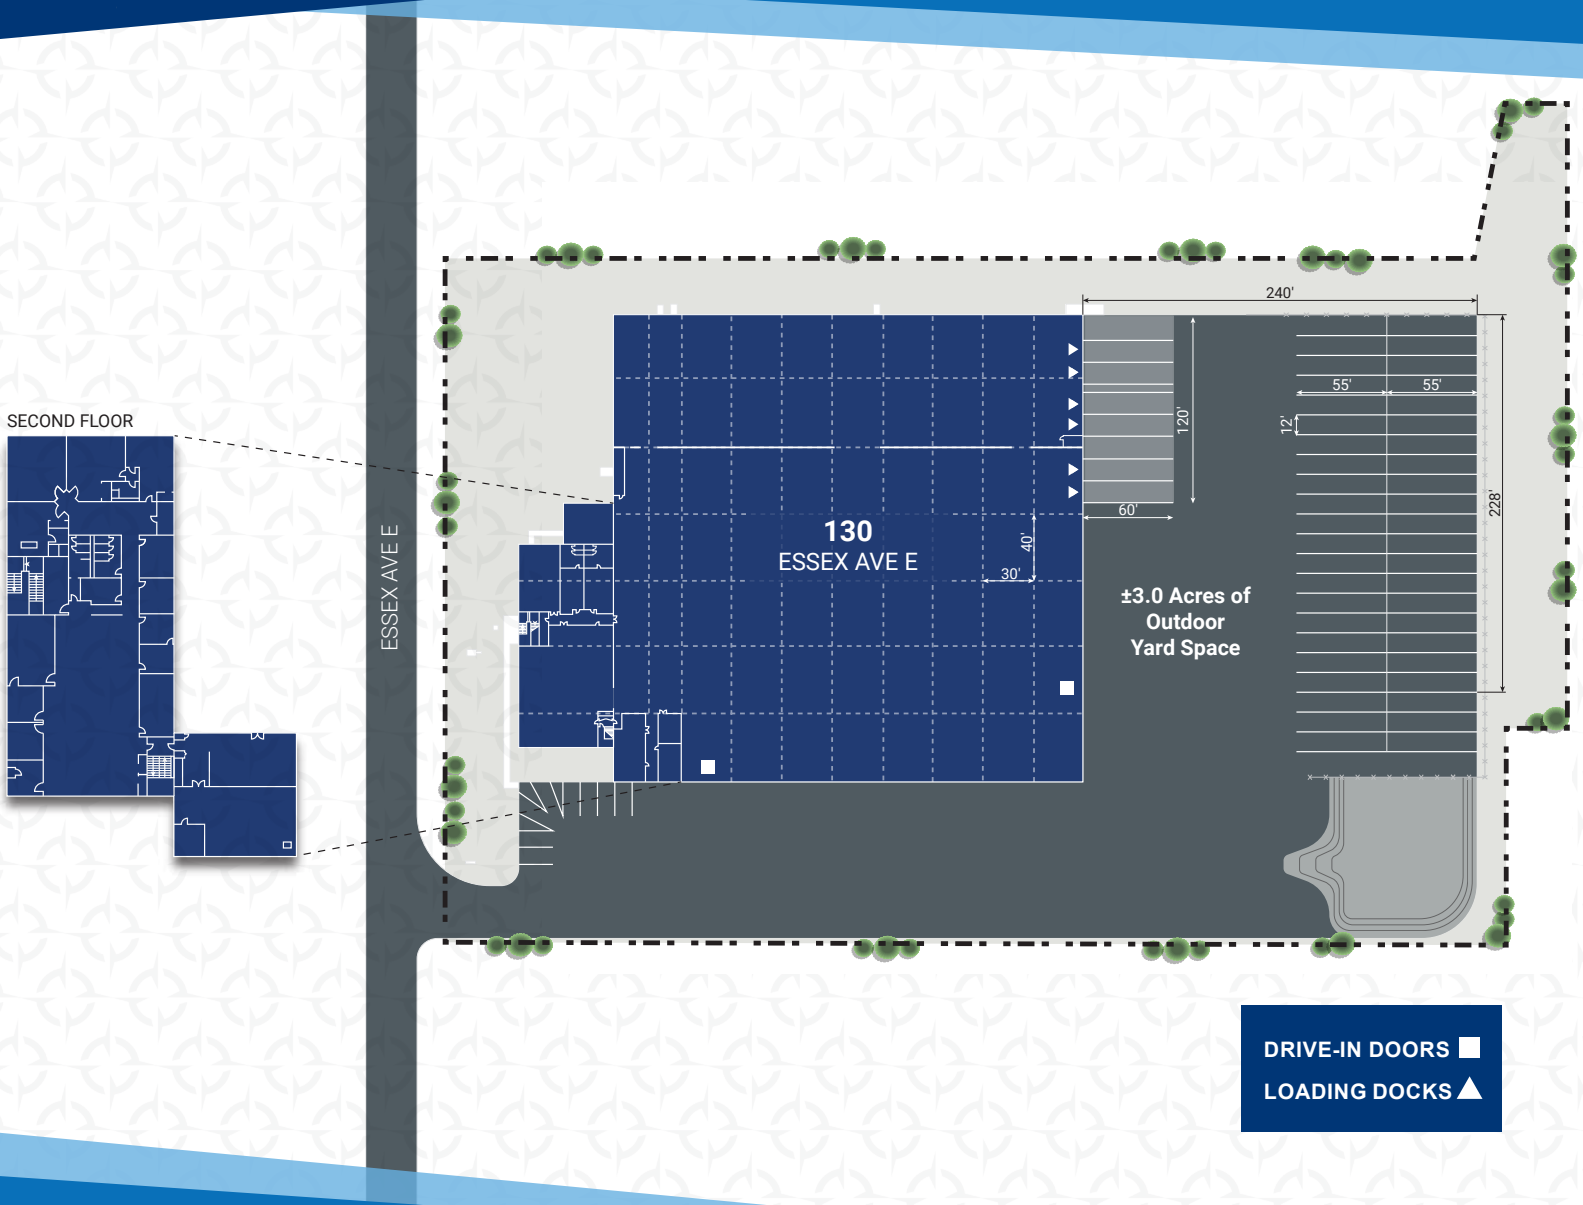 240'
55'
55'
12'
120'
228'
60'
SECOND FLOOR
ESSEX AVE E
130
ESSEX AVE E
40'
30'
±3.0 Acres of
Outdoor
Yard Space
DRIVE-IN DOORS
LOADING DOCKS